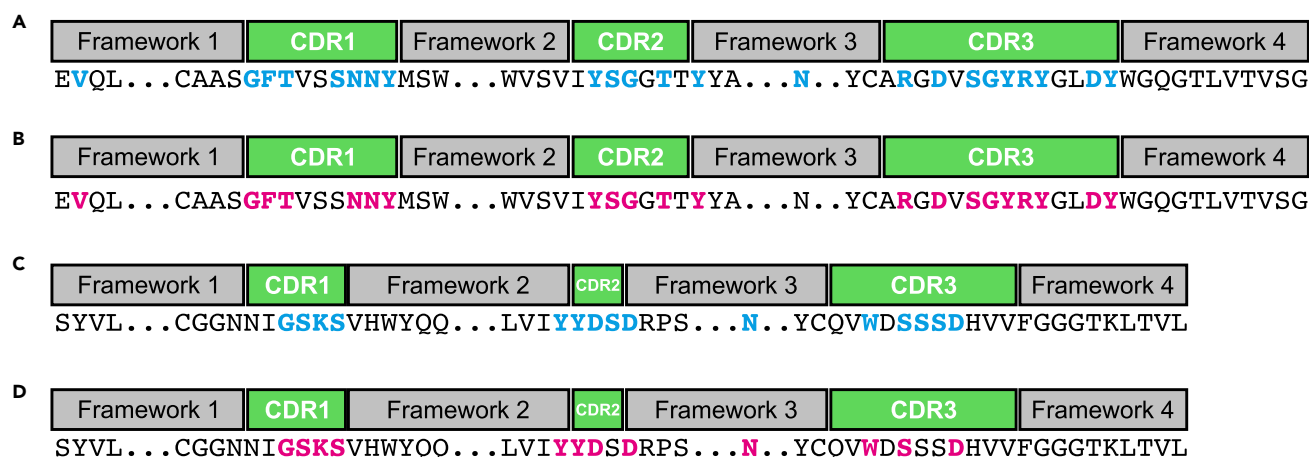 A
Framework 1 CDR1 Framework 2 CDR2 Framework 3 CDR3 Framework 4
EVQL...CAASGFTVSSNNYMSW...WVSVIYSGGTTYYA...N..YCARGDVSGYRYGLDYWGQGTLVTVSG
B
Framework 1 CDR1 Framework 2 CDR2 Framework 3 CDR3 Framework 4
EVQL...CAASGFTVSSNNYMSW...WVSVIYSGGTTYYA...N..YCARGDVSGYRYGLDYWGQGTLVTVSG
C
Framework 1 CDR1 Framework 2 CDR2 Framework 3 CDR3 Framework 4
SYVL...CGGNNIGSKSVHWYQQ...LVIYYDSDRPS...N..YCQVWDSSSDHVVFGGGTKLTVL
D
Framework 1 CDR1 Framework 2 CDR2 Framework 3 CDR3 Framework 4
SYVL...CGGNNIGSKSVHWYQQ...LVIYYDSDRPS...N..YCQVWDSSSDHVVFGGGTKLTVL